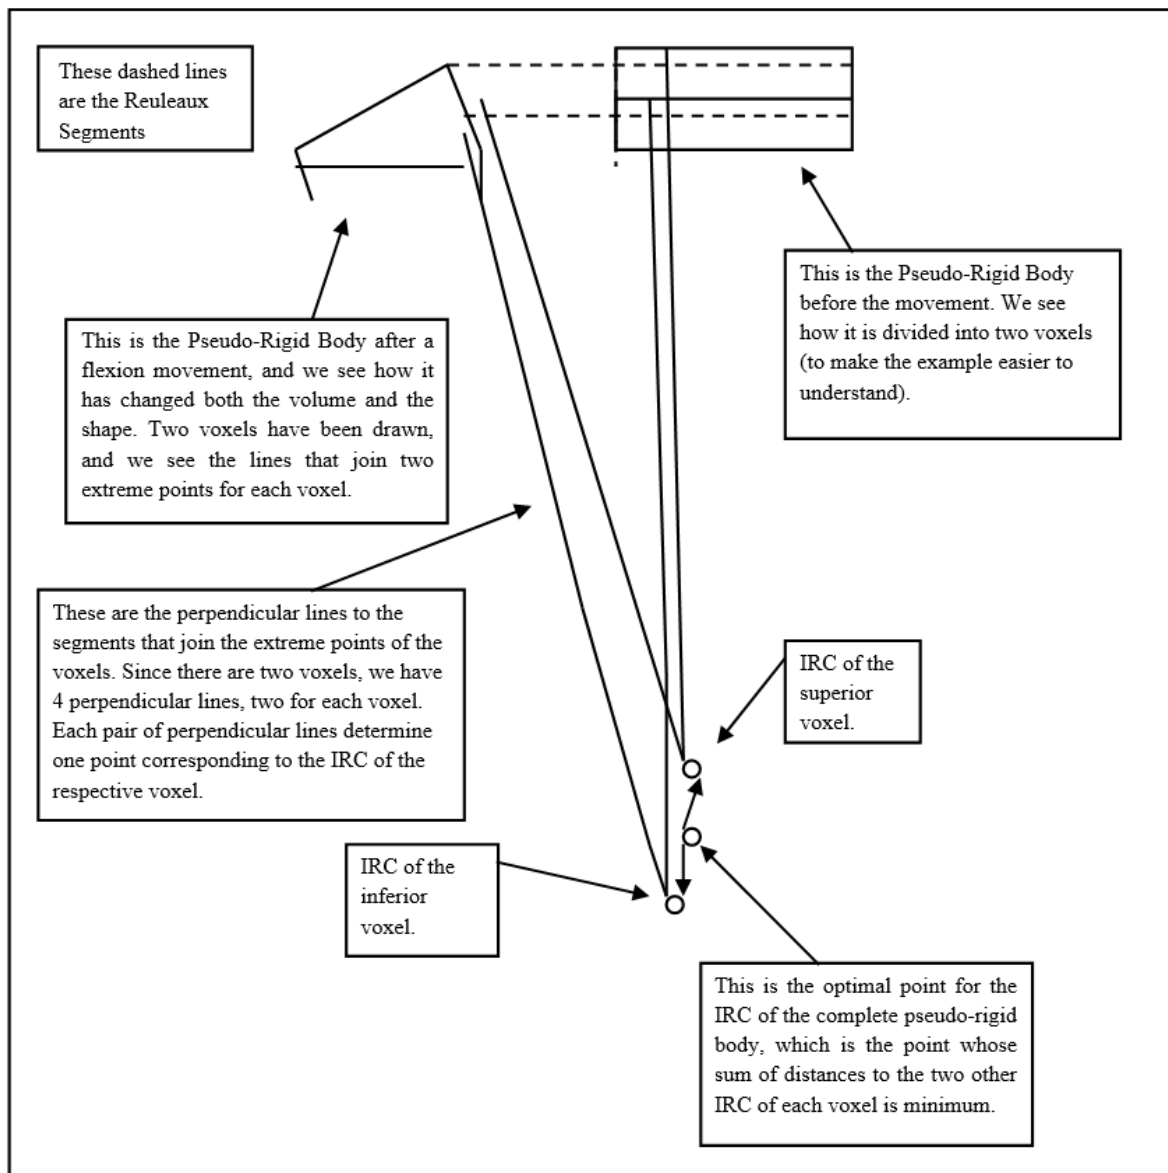 These dashed lines
are the Reuleaux
Segments
This is the Pseudo-Rigid Body
before the movement. We see
how it is divided into two voxels
(to make the example easier to
understand).
This is the Pseudo-Rigid Body after a
flexion movement, and we see how it
has changed both the volume and the
shape. Two voxels have been drawn,
and we see the lines that join two
extreme points for each voxel.
These are the perpendicular lines to the
segments that join the extreme points of the
voxels. Since there are two voxels, we have
4 perpendicular lines, two for each voxel.
Each pair of perpendicular lines determine
one point corresponding to the IRC of the
respective voxel.
IRC of the
superior
voxel.
IRC of the
inferior
voxel.
This is the optimal point for the
IRC of the complete pseudo-rigid
body, which is the point whose
sum of distances to the two other
IRC of each voxel is minimum.